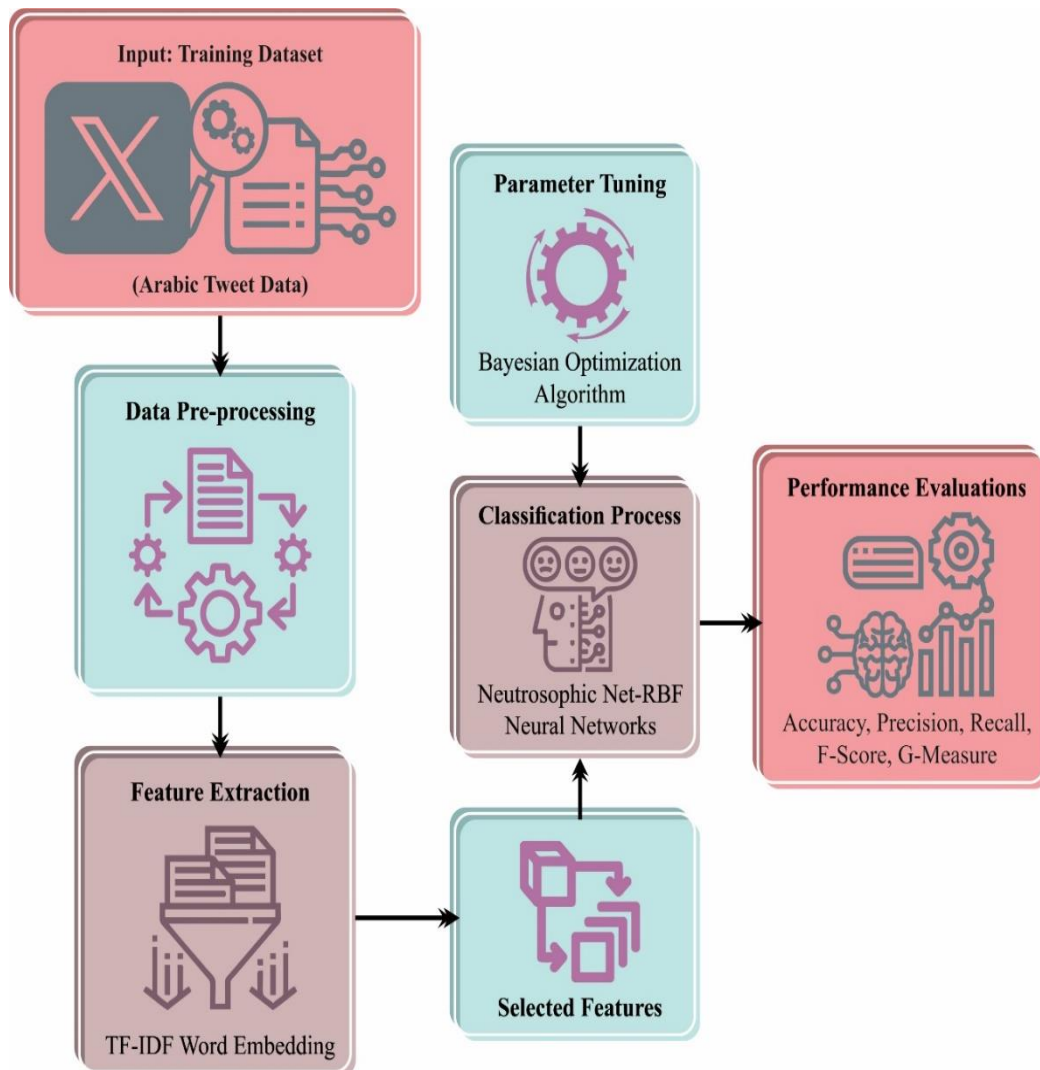 Input: Training Dataset
(Arabic Tweet Data)
Data Pre-processing
Feature Extraction
TF-IDF Word Embedding
Selected Features
Parameter Tuning
Bayesian Optimization
Algorithm
Classification Process
Neutrosophic Net-RBF
Neural Networks
Performance Evaluations
Accuracy, Precision, Recall,
F-Score, G-Measure